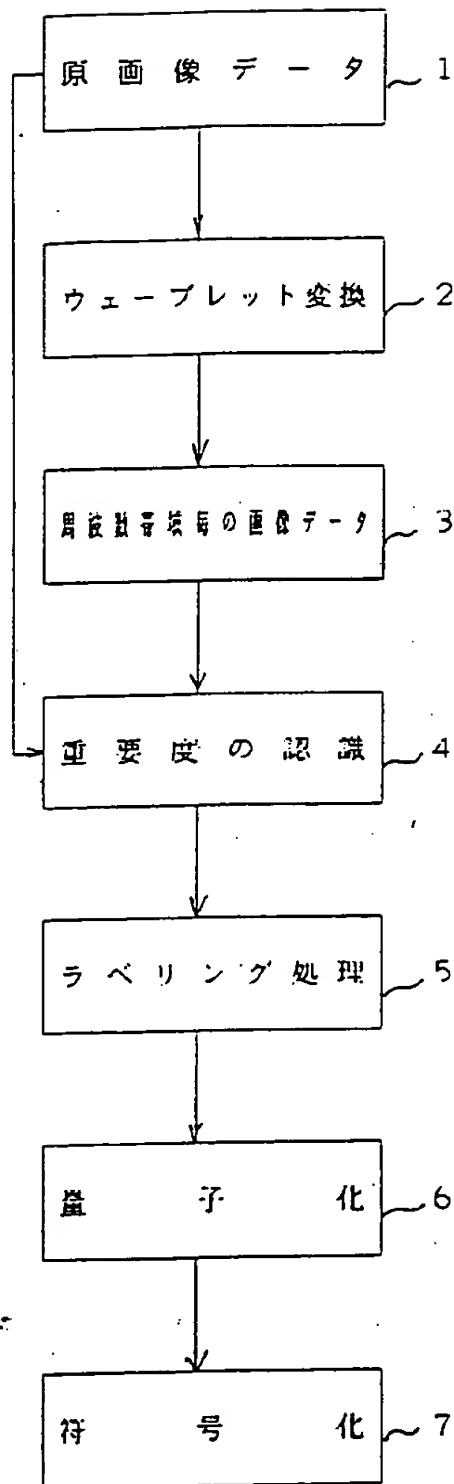 原画像データ 1
ウェーブレット変換 2
周波数帯域毎の画像データ 3
重要度の認識 4
ラベリング処理 5
量子化 6
符号化 7